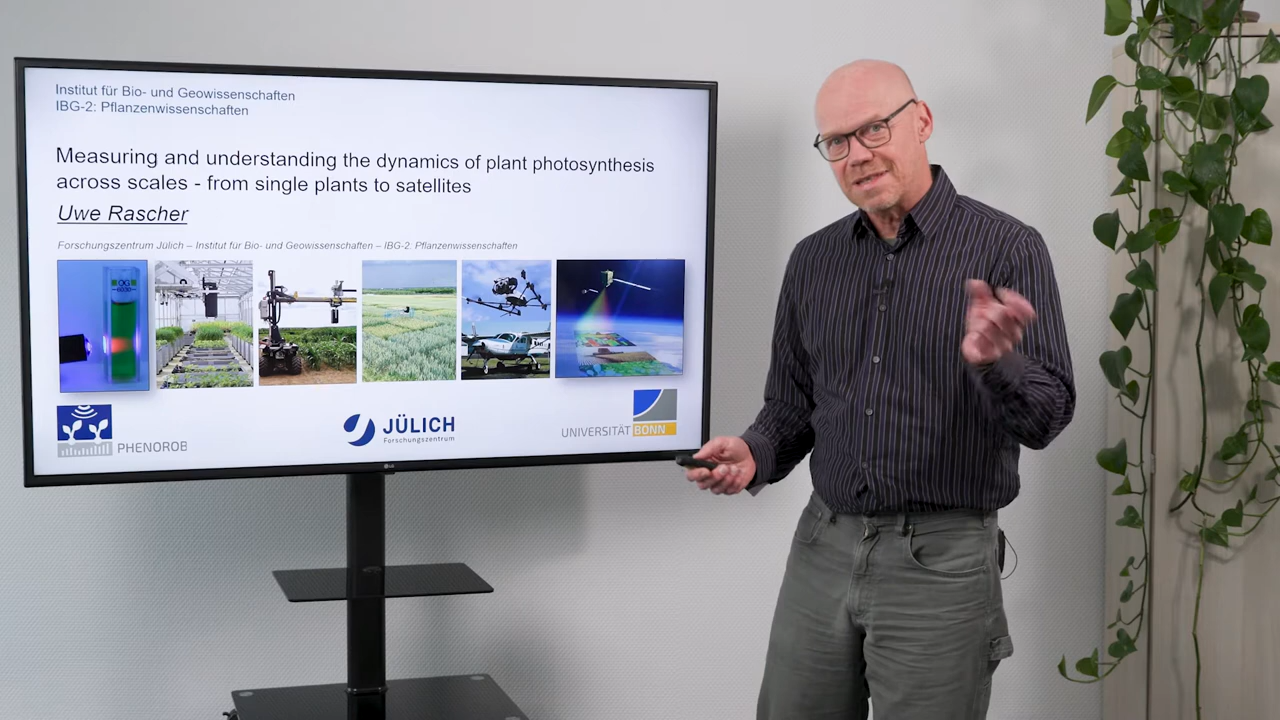 Institut für Bio- und Geowissenschaften
IBG-2: Pflanzenwissenschaften
Measuring and understanding the dynamics of plant photosynthesis
across scales - from single plants to satellites
Uwe Rascher
Forschungszentrum Jülich – Institut für Bio- und Geowissenschaften – IBG-2. Pflanzenwissenschaften
OG
6030
PHENOROB
JÜLICH
Forschungszentrum
UNIVERSITÄT BONN
LG